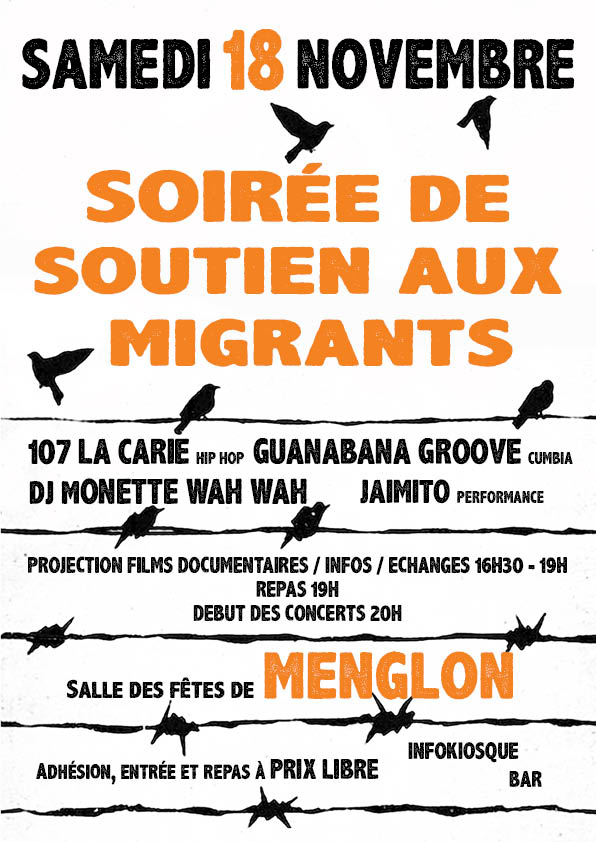 SAMEDI 18 NOVEMBRE
SOIRÉE DE
SOUTIEN AUX
MIGRANTS
107 LA CARIE HIP HOP GUANABANA GROOVE CUMBIA
DJ MONETTE WAH WAH JAIMITO PERFORMANCE
PROJECTION FILMS DOCUMENTAIRES / INFOS / ECHANGES 16H30 - 19H
REPAS 19H
DEBUT DES CONCERTS 20H
SALLE DES FÊTES DE MENGLON
ADHÉSION, ENTRÉE ET REPAS À PRIX LIBRE
INFOKIOSQUE
BAR